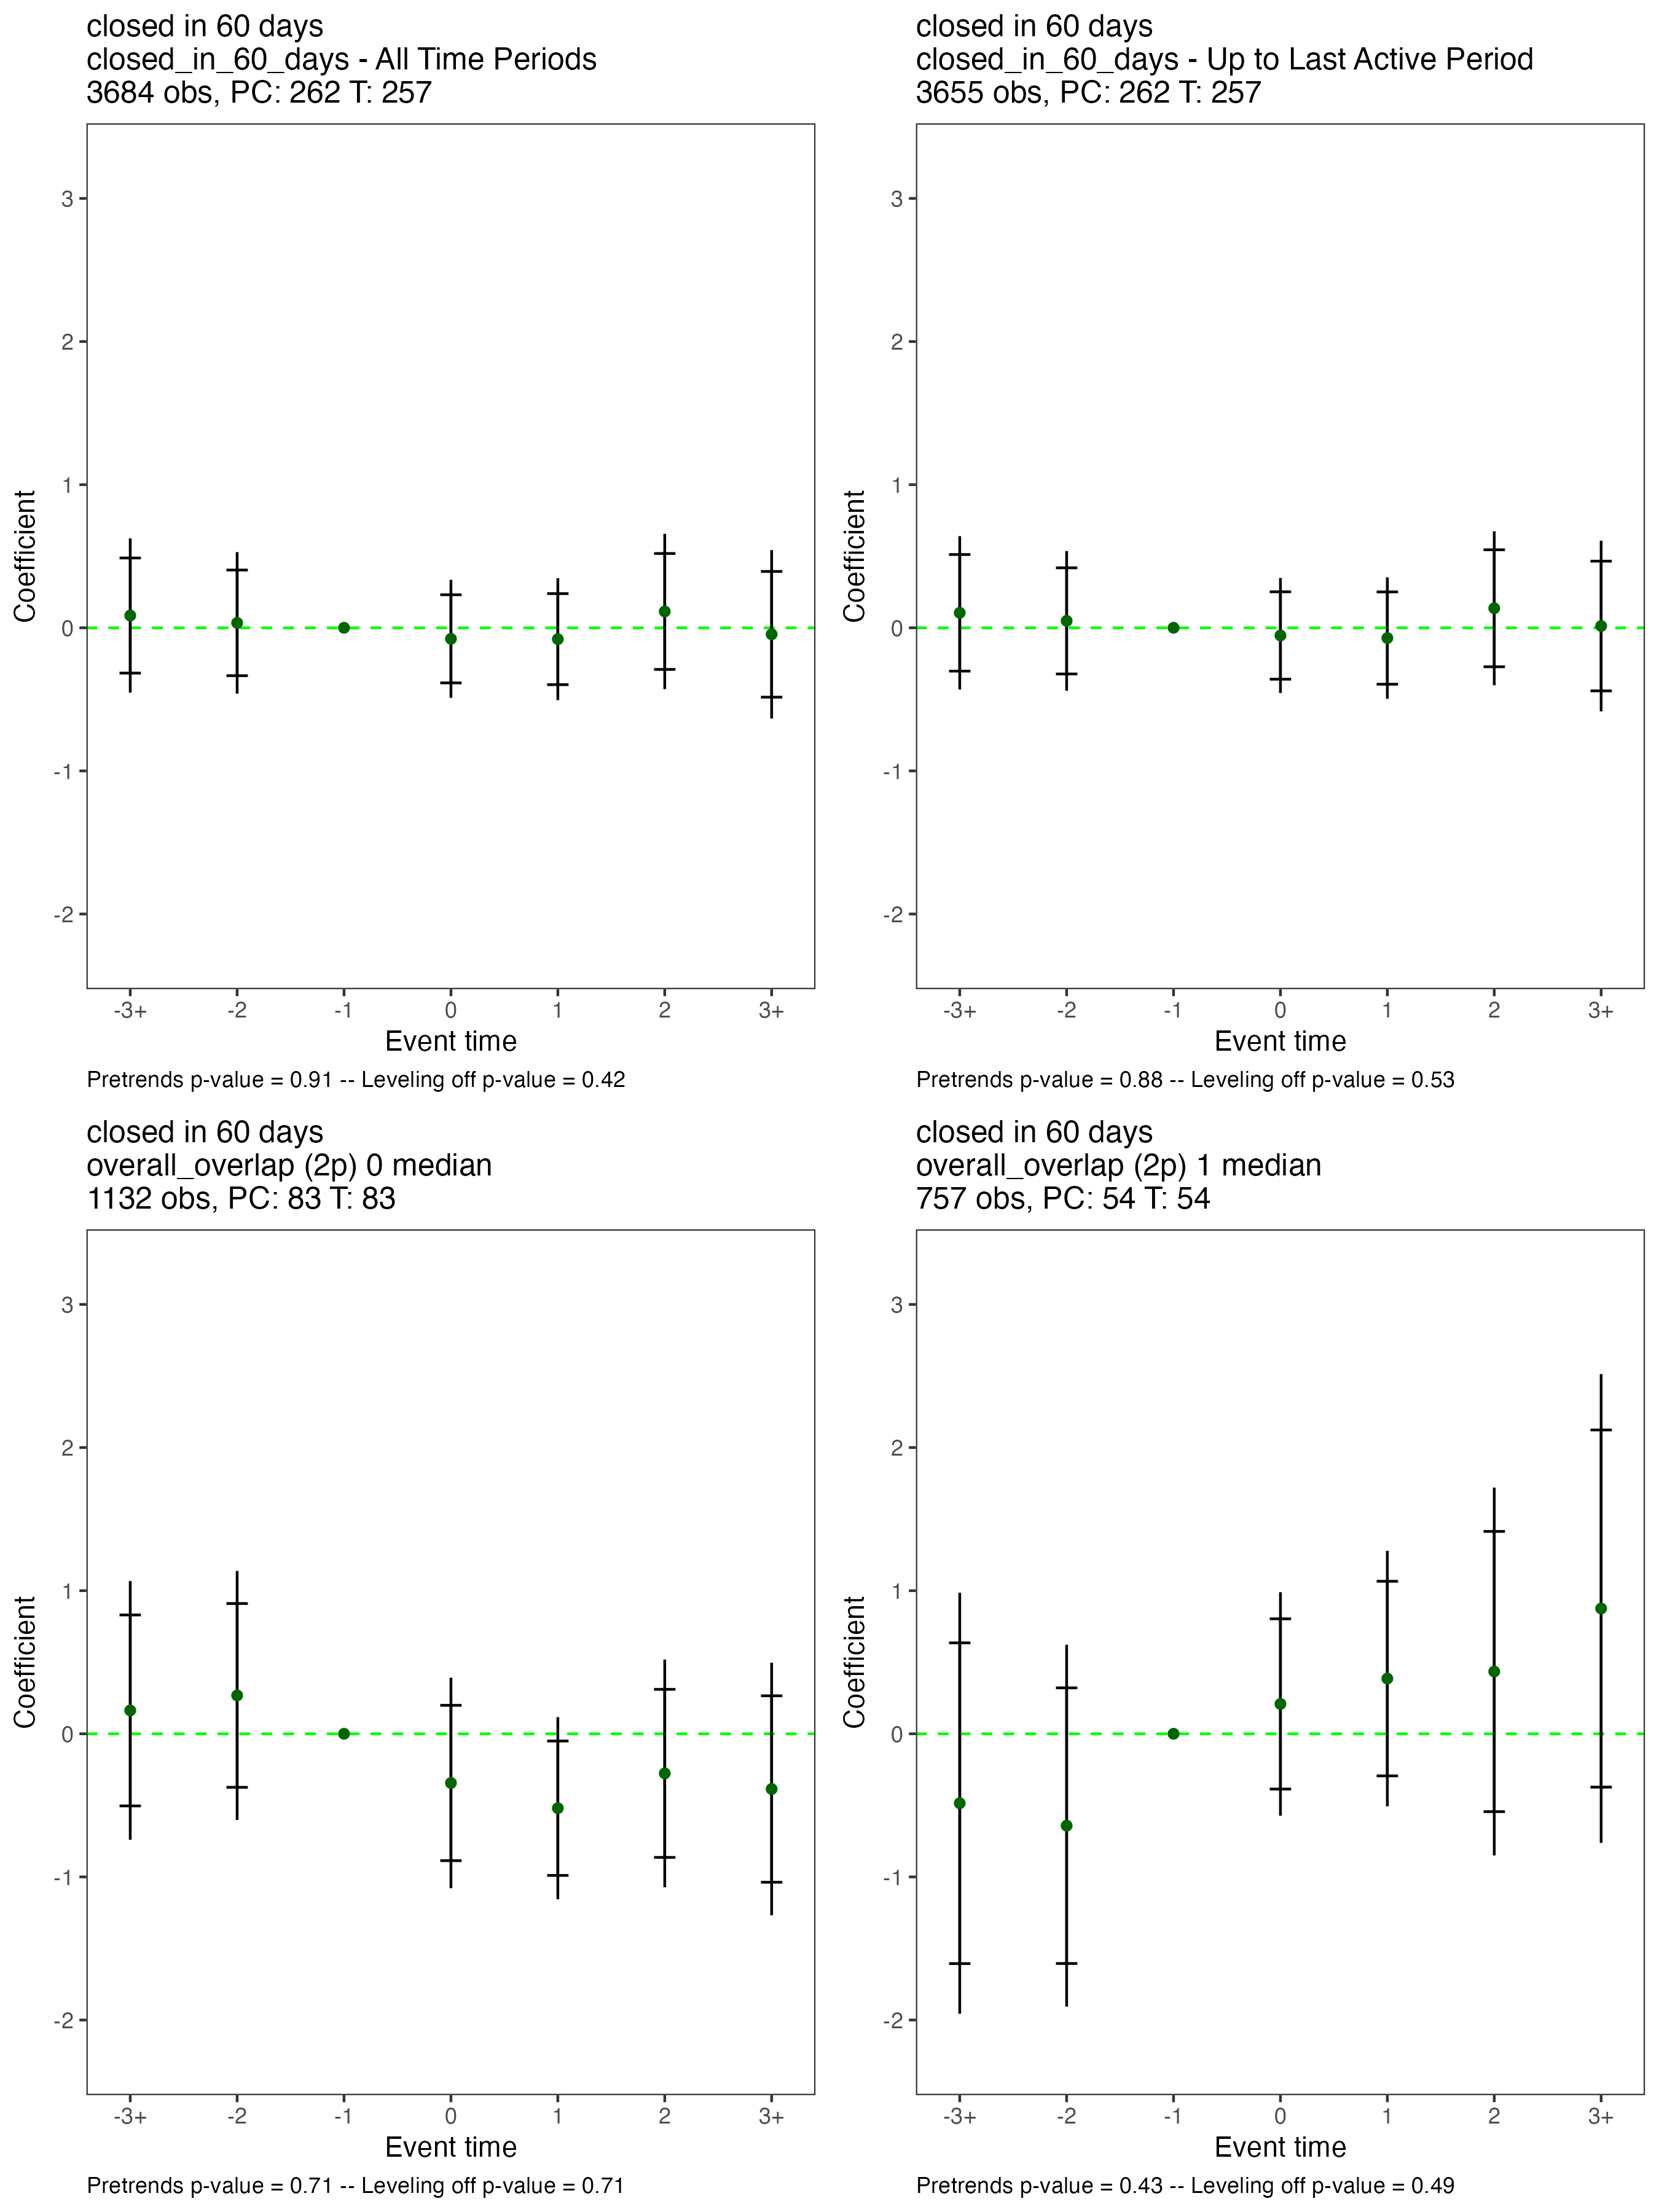 closed in 60 days
closed_in_60_days - All Time Periods
3684 obs, PC: 262 T: 257
3
2
1
0
-1
-2
Coefficient
-3+ -2 -1 0 1 2 3+
Event time
Pretrends p-value = 0.91 -- Leveling off p-value = 0.42
closed in 60 days
closed_in_60_days - Up to Last Active Period
3655 obs, PC: 262 T: 257
3
2
1
0
-1
-2
Coefficient
-3+ -2 -1 0 1 2 3+
Event time
Pretrends p-value = 0.88 -- Leveling off p-value = 0.53
closed in 60 days
overall_overlap (2p) 0 median
1132 obs, PC: 83 T: 83
3
2
1
0
-1
-2
Coefficient
-3+ -2 -1 0 1 2 3+
Event time
Pretrends p-value = 0.71 -- Leveling off p-value = 0.71
closed in 60 days
overall_overlap (2p) 1 median
757 obs, PC: 54 T: 54
3
2
1
0
-1
-2
Coefficient
-3+ -2 -1 0 1 2 3+
Event time
Pretrends p-value = 0.43 -- Leveling off p-value = 0.49